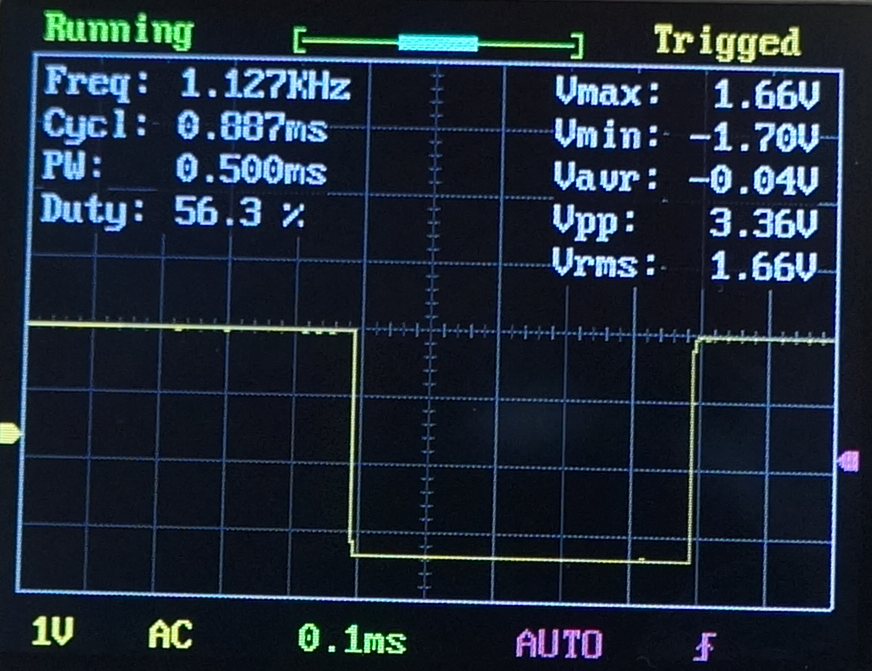 Running Trigged
Freq: 1.127KHz Vmax: 1.66V
Cycl: 0.887ms Vmin: -1.70V
PW: 0.500ms Vavr: -0.04V
Duty: 56.3 % Vpp: 3.36V
Vrms: 1.66V
1V AC 0.1ms AUTO